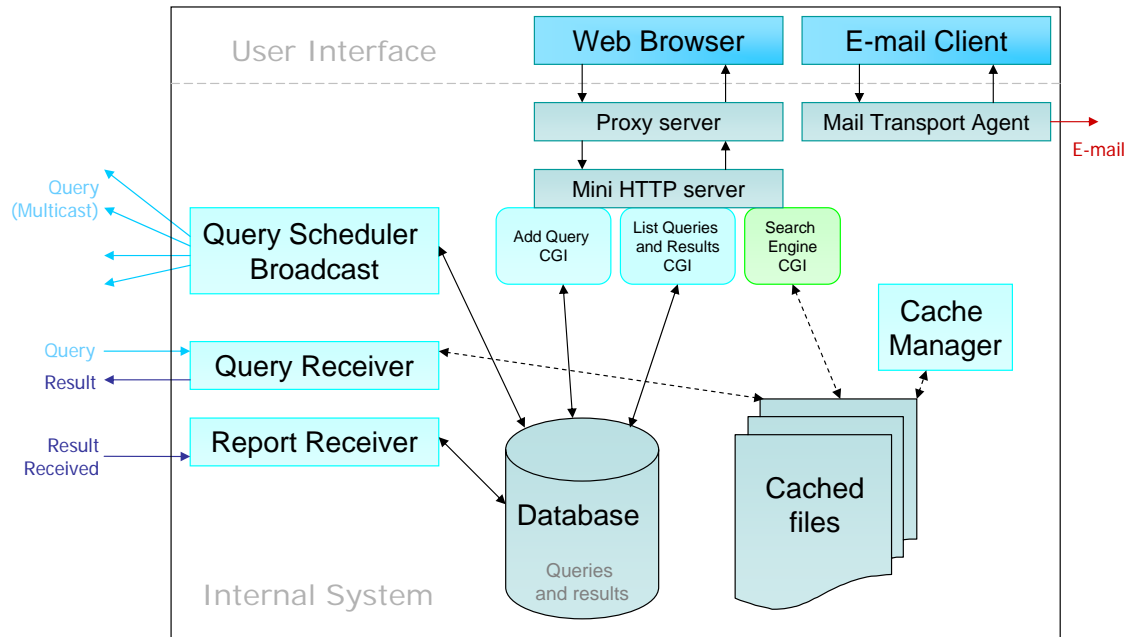 User Interface
Web Browser
E-mail Client
Proxy server
Mail Transport Agent
E-mail
Mini HTTP server
Query
(Multicast)
Query Scheduler
Broadcast
Add Query
CGI
List Queries
and Results
CGI
Search
Engine
CGI
Cache
Manager
Query
Result
Query Receiver
Result
Received
Report Receiver
Database
Queries
and results
Cached
files
Internal System